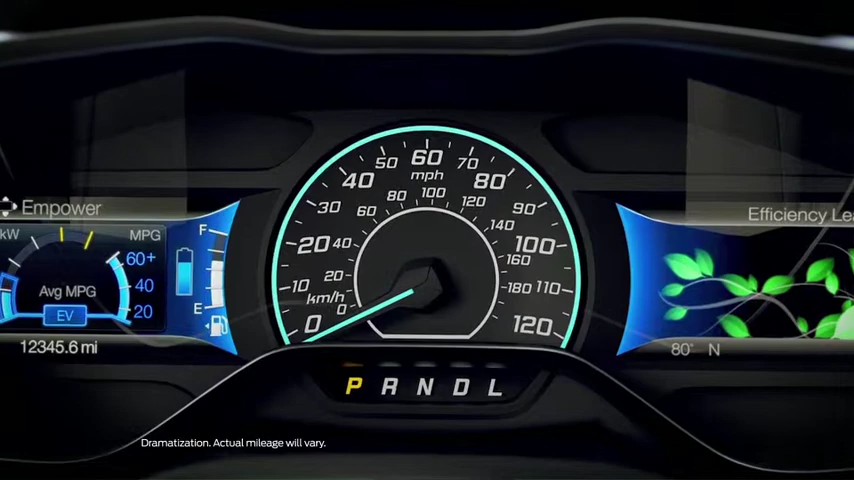 Empower
kW
MPG
60+
40
20
Avg MPG
EV
12345.6 mi
F
E
0
10
20
30
40
50
60
70
80
90
100
110
120
mph
km/h
0
20
40
60
80
100
120
140
160
180
P R N D L
Efficiency Lea
80° N
Dramatization. Actual mileage will vary.